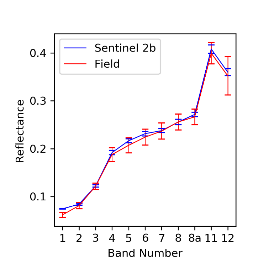 Sentinel 2b
Field
Reflectance
0.4
0.3
0.2
0.1
1 2 3 4 5 6 7 8 8a 11 12
Band Number